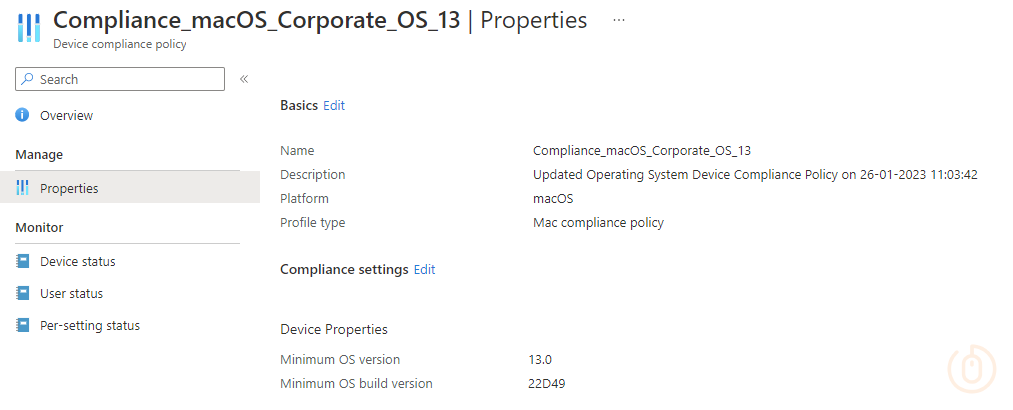 Compliance_macOS_Corporate_OS_13 | Properties ...
Device compliance policy
Search «
Overview
Manage
Properties
Monitor
Device status
User status
Per-setting status
Basics Edit
Name Compliance_macOS_Corporate_OS_13
Description Updated Operating System Device Compliance Policy on 26-01-2023 11:03:42
Platform macOS
Profile type Mac compliance policy
Compliance settings Edit
Device Properties
Minimum OS version 13.0
Minimum OS build version 22D49